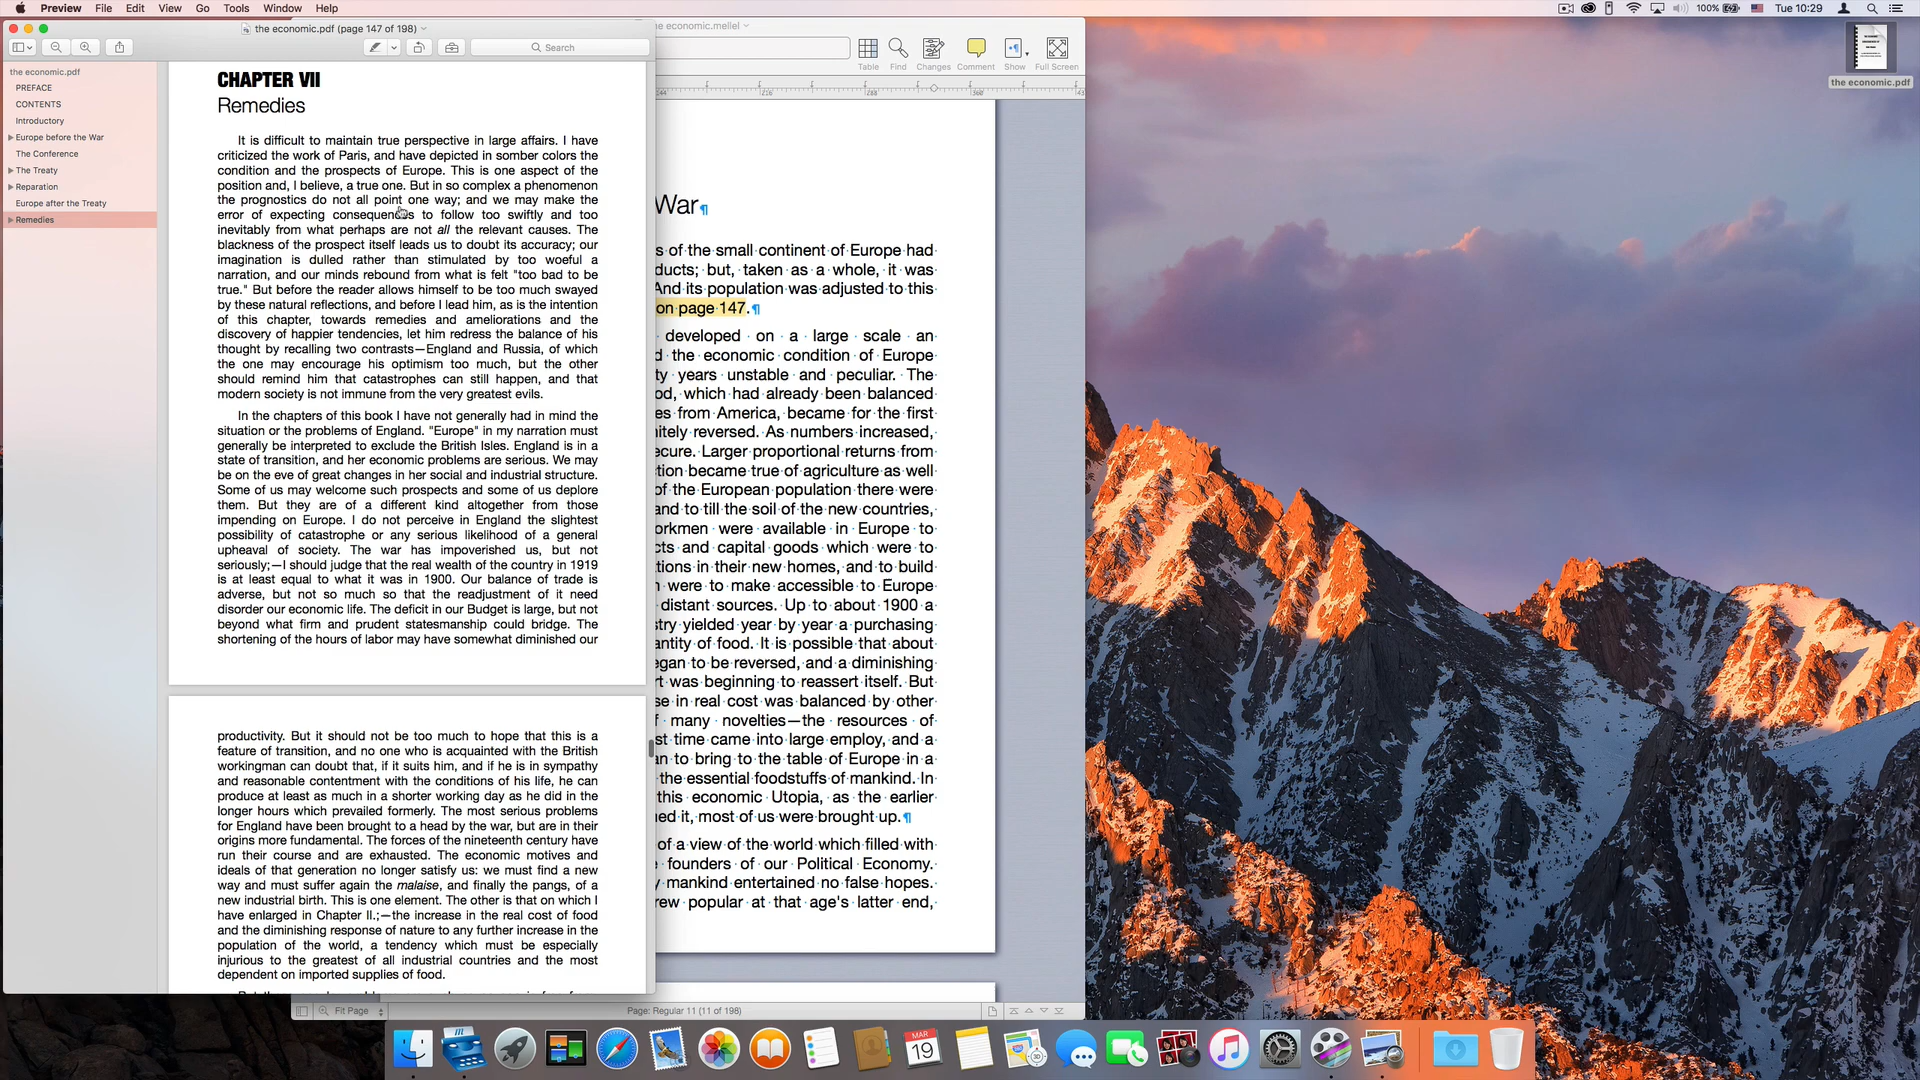 Preview File Edit View Go Tools Window Help
100% Tue 10:29
the economic.pdf (page 147 of 198)
Search
the economic.pdf
PREFACE
CONTENTS
Introductory
Europe before the War
The Conference
The Treaty
Reparation
Europe after the Treaty
Remedies
CHAPTER VII
Remedies
It is difficult to maintain true perspective in large affairs. I have
criticized the work of Paris, and have depicted in somber colors the
condition and the prospects of Europe. This is one aspect of the
position and, I believe, a true one. But in so complex a phenomenon
the prognostics do not all point one way; and we may make the
error of expecting consequences to follow too swiftly and too
inevitably from what perhaps are not all the relevant causes. The
blackness of the prospect itself leads us to doubt its accuracy; our
imagination is dulled rather than stimulated by too woeful a
narration, and our minds rebound from what is felt "too bad to be
true." But before the reader allows himself to be too much swayed
by these natural reflections, and before I lead him, as is the intention
of this chapter, towards remedies and ameliorations and the
discovery of happier tendencies, let him redress the balance of his
thought by recalling two contrasts—England and Russia, of which
the one may encourage his optimism too much, but the other
should remind him that catastrophes can still happen, and that
modern society is not immune from the very greatest evils.
In the chapters of this book I have not generally had in mind the
situation or the problems of England. "Europe" in my narration must
generally be interpreted to exclude the British Isles. England is in a
state of transition, and her economic problems are serious. We may
be on the eve of great changes in her social and industrial structure.
Some of us may welcome such prospects and some of us deplore
them. But they are of a different kind altogether from those
impending on Europe. I do not perceive in England the slightest
possibility of catastrophe or any serious likelihood of a general
upheaval of society. The war has impoverished us, but not
seriously;—I should judge that the real wealth of the country in 1919
is at least equal to what it was in 1900. Our balance of trade is
adverse, but not so much so that the readjustment of it need
disorder our economic life. The deficit in our Budget is large, but not
beyond what firm and prudent statesmanship could bridge. The
shortening of the hours of labor may have somewhat diminished our
productivity. But it should not be too much to hope that this is a
feature of transition, and no one who is acquainted with the British
workingman can doubt that, if it suits him, and if he is in sympathy
and reasonable contentment with the conditions of his life, he can
produce at least as much in a shorter working day as he did in the
longer hours which prevailed formerly. The most serious problems
for England have been brought to a head by the war, but are in their
origins more fundamental. The forces of the nineteenth century have
run their course and are exhausted. The economic motives and
ideals of that generation no longer satisfy us: we must find a new
way and must suffer again the malaise, and finally the pangs, of a
new industrial birth. This is one element. The other is that on which I
have enlarged in Chapter II.;—the increase in the real cost of food
and the diminishing response of nature to any further increase in the
population of the world, a tendency which must be especially
injurious to the greatest of all industrial countries and the most
dependent on imported supplies of food.
he economic.mellel
Table Find Changes Comment Show Full Screen
216 288 360
War¶
s of the small continent of Europe had
ducts; but, taken as a whole, it was
And its population was adjusted to this
on page 147.¶
developed on a large scale an
d the economic condition of Europe
ty years unstable and peculiar. The
od, which had already been balanced
es from America, became for the first
nitely reversed. As numbers increased,
ecure. Larger proportional returns from
ction became true of agriculture as well
of the European population there were
and to till the soil of the new countries,
orkmen were available in Europe to
cts and capital goods which were to
ations in their new homes, and to build
n were to make accessible to Europe
distant sources. Up to about 1900 a
stry yielded year by year a purchasing
antity of food. It is possible that about
egan to be reversed, and a diminishing
rt was beginning to reassert itself. But
se in real cost was balanced by other
f many novelties—the resources of
st time came into large employ, and a
an to bring to the table of Europe in a
the essential foodstuffs of mankind. In
this economic Utopia, as the earlier
ned it, most of us were brought up.¶
of a view of the world which filled with
e founders of our Political Economy.
y mankind entertained no false hopes.
rew popular at that age's latter end,
Fit Page
Page: Regular 11 (11 of 198)
the economic.pdf
MAR
19